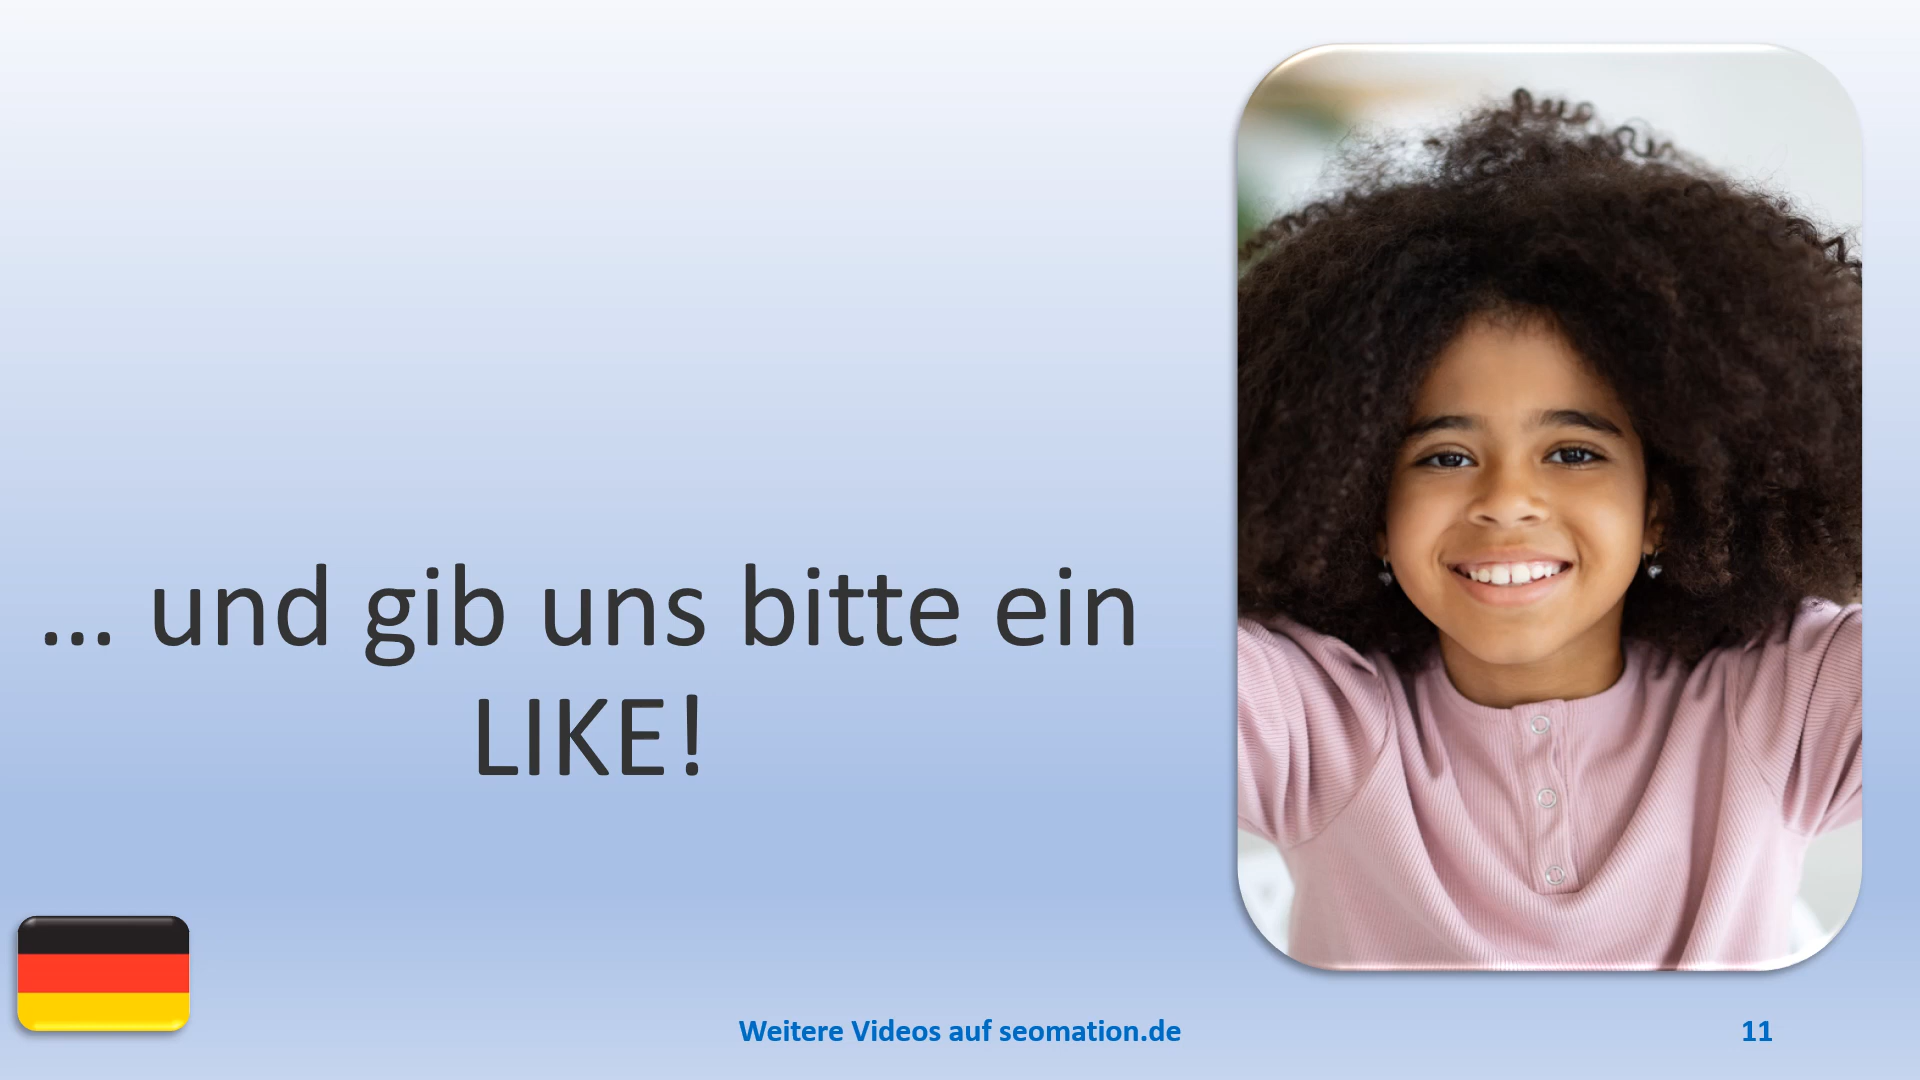 ... und gib uns bitte ein
LIKE!
Weitere Videos auf seomation.de
11